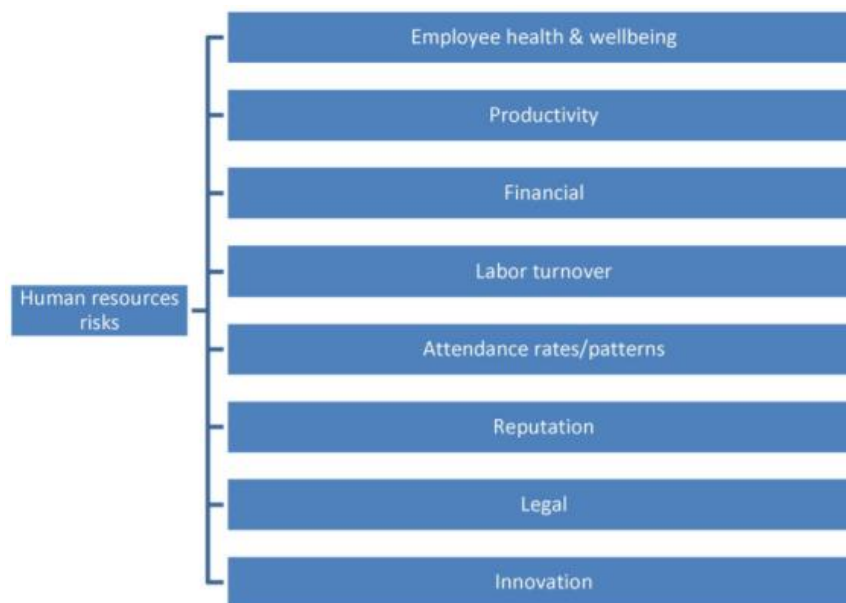 Employee health & wellbeing
Productivity
Financial
Labor turnover
Human resources
risks
Attendance rates/patterns
Reputation
Legal
Innovation